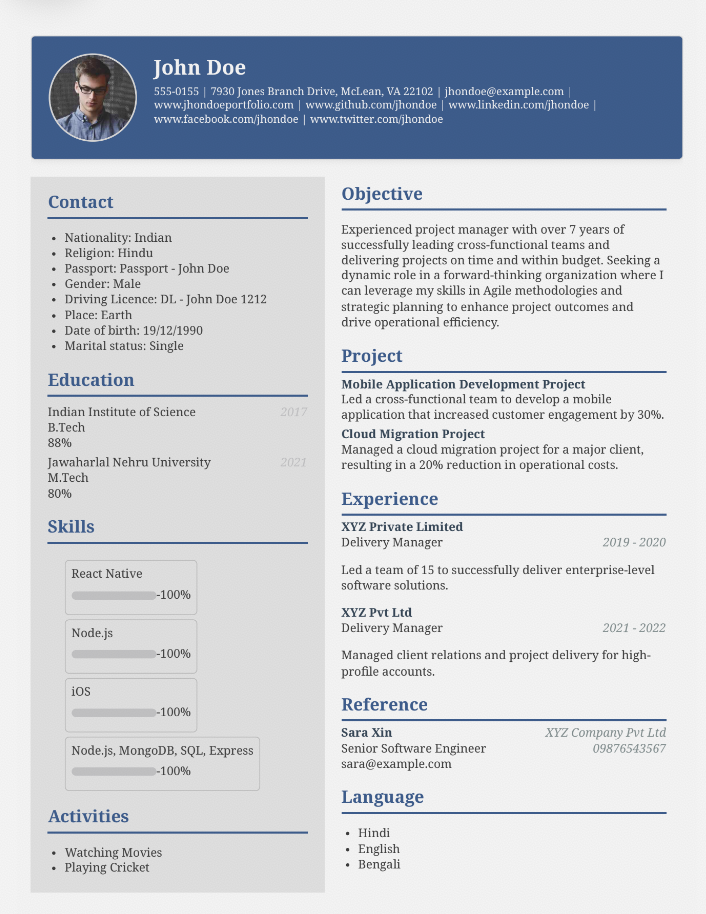 John Doe
555-0155 | 7930 Jones Branch Drive, McLean, VA 22102 | jhondoe@example.com |
www.jhondoeportfolio.com | www.github.com/jhondoe | www.linkedin.com/jhondoe |
www.facebook.com/jhondoe | www.twitter.com/jhondoe
Contact
• Nationality: Indian
• Religion: Hindu
• Passport: Passport - John Doe
• Gender: Male
• Driving Licence: DL - John Doe 1212
• Place: Earth
• Date of birth: 19/12/1990
• Marital status: Single
Education
Indian Institute of Science 2017
B.Tech
88%
Jawaharlal Nehru University 2021
M.Tech
80%
Skills
React Native
-100%
Node.js
-100%
iOS
-100%
Node.js, MongoDB, SQL, Express
-100%
Activities
• Watching Movies
• Playing Cricket
Objective
Experienced project manager with over 7 years of
successfully leading cross-functional teams and
delivering projects on time and within budget. Seeking a
dynamic role in a forward-thinking organization where I
can leverage my skills in Agile methodologies and
strategic planning to enhance project outcomes and
drive operational efficiency.
Project
Mobile Application Development Project
Led a cross-functional team to develop a mobile
application that increased customer engagement by 30%.
Cloud Migration Project
Managed a cloud migration project for a major client,
resulting in a 20% reduction in operational costs.
Experience
XYZ Private Limited
Delivery Manager 2019 - 2020
Led a team of 15 to successfully deliver enterprise-level
software solutions.
XYZ Pvt Ltd
Delivery Manager 2021 - 2022
Managed client relations and project delivery for high-
profile accounts.
Reference
Sara Xin XYZ Company Pvt Ltd
Senior Software Engineer 09876543567
sara@example.com
Language
• Hindi
• English
• Bengali